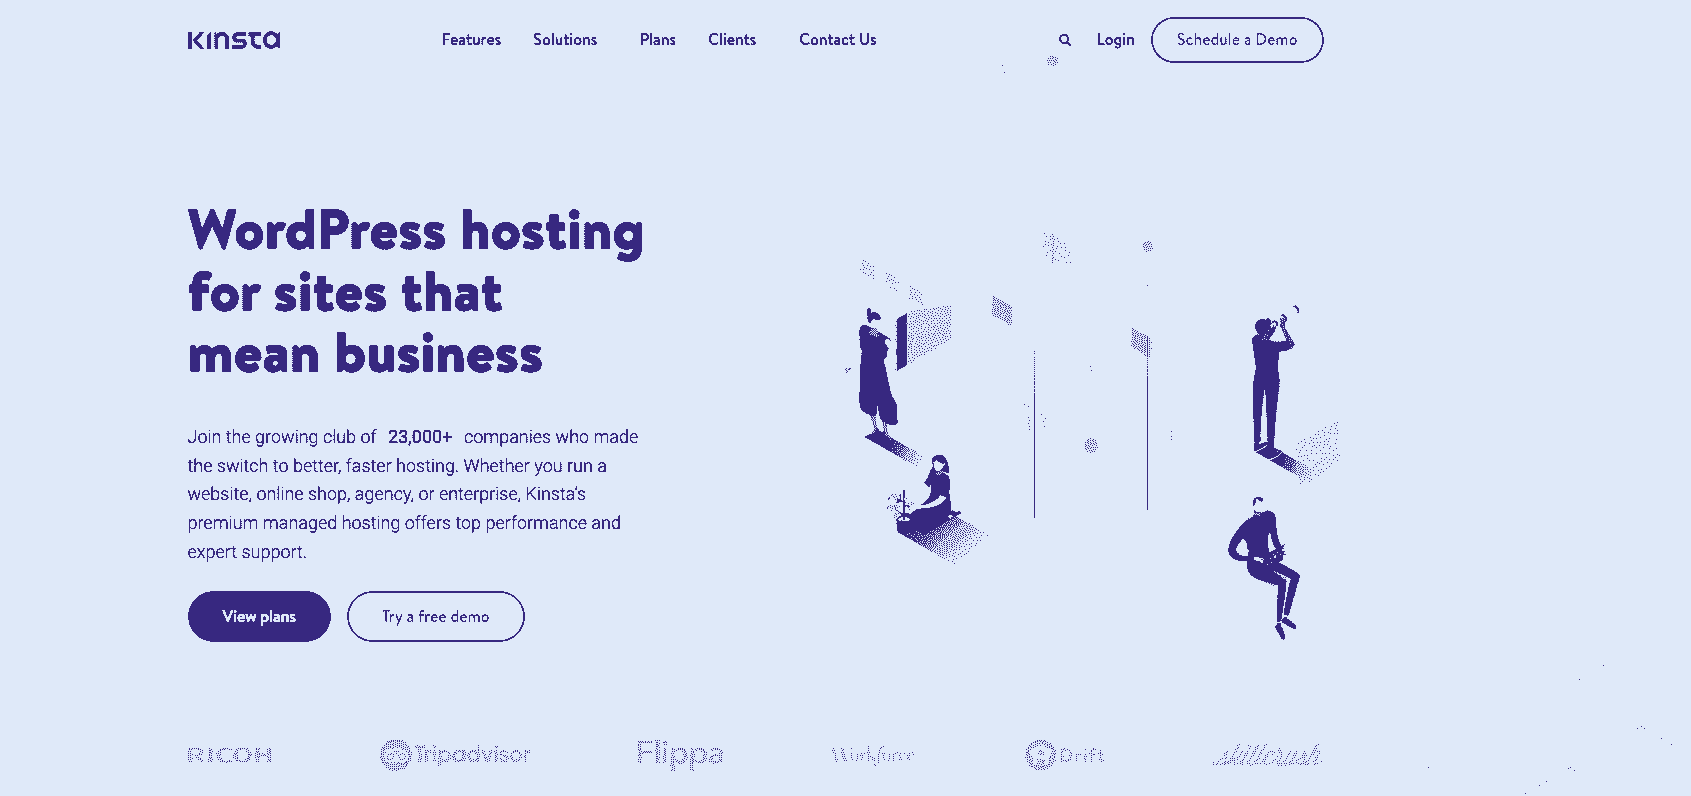 Kinsta
Features Solutions Plans Clients Contact Us Login Schedule a Demo
WordPress hosting
for sites that
mean business
Join the growing club of 23,000+ companies who made
the switch to better, faster hosting. Whether you run a
website, online shop, agency, or enterprise, Kinsta's
premium managed hosting offers top performance and
expert support.
View plans Try a free demo
RICOH Tripadvisor Flippa Workforce Drift skillcrush